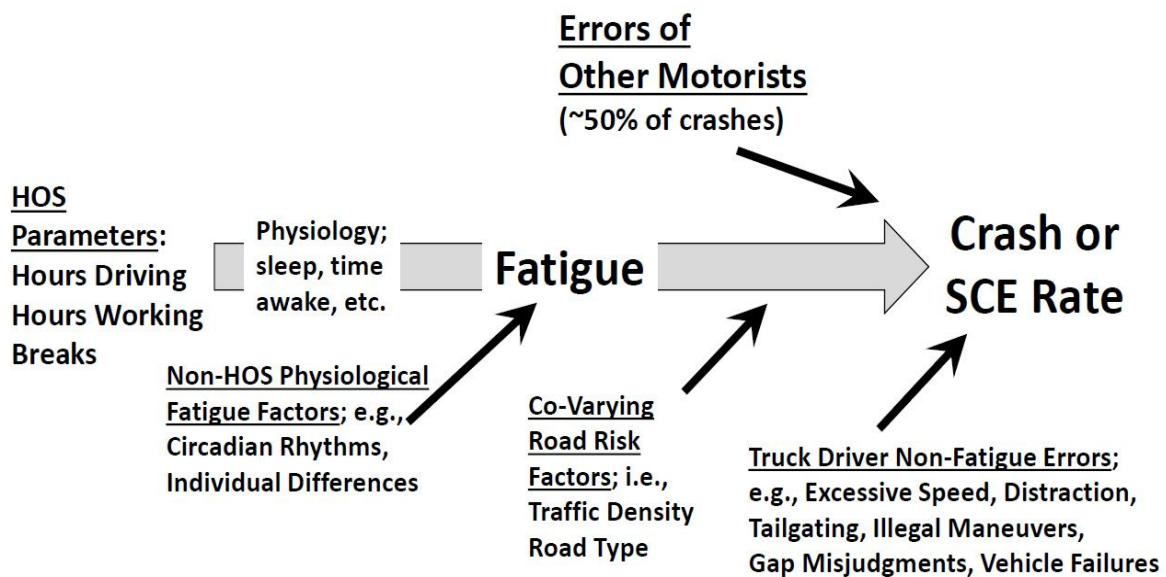 Errors of
Other Motorists
(~50% of crashes)
HOS
Parameters:
Hours Driving
Hours Working
Breaks
Physiology;
sleep, time
awake, etc.
Fatigue
Crash or
SCE Rate
Non-HOS Physiological
Fatigue Factors; e.g.,
Circadian Rhythms,
Individual Differences
Co-Varying
Road Risk
Factors; i.e.,
Traffic Density
Road Type
Truck Driver Non-Fatigue Errors;
e.g., Excessive Speed, Distraction,
Tailgating, Illegal Maneuvers,
Gap Misjudgments, Vehicle Failures